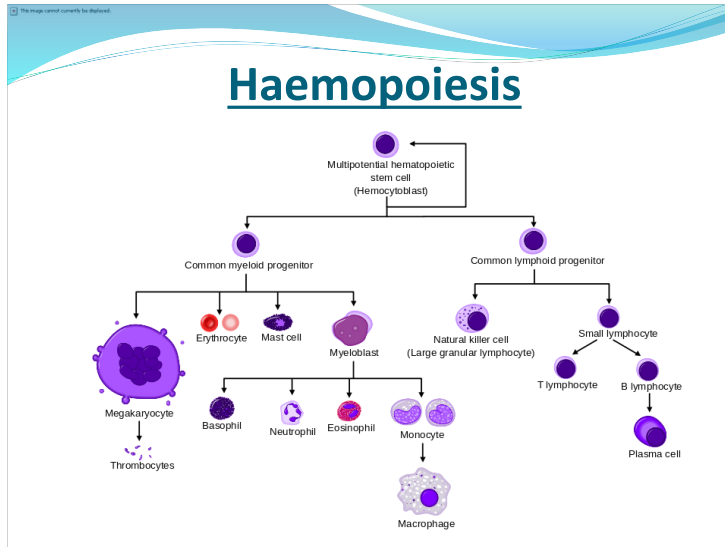 This image cannot currently be displayed.
Haemopoiesis
Multipotential hematopoietic
stem cell
(Hemocytoblast)
Common myeloid progenitor
Common lymphoid progenitor
Erythrocyte
Mast cell
Myeloblast
Natural killer cell
(Large granular lymphocyte)
Small lymphocyte
T lymphocyte
B lymphocyte
Megakaryocyte
Basophil
Neutrophil
Eosinophil
Monocyte
Plasma cell
Thrombocytes
Macrophage